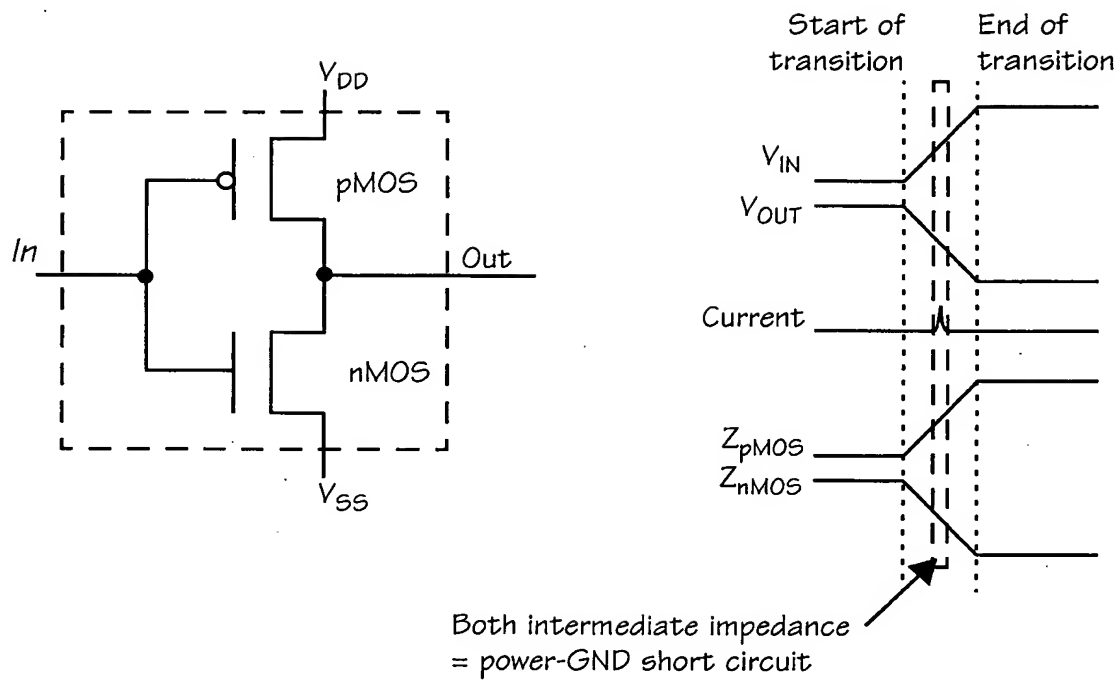 V_DD
pMOS
In
Out
nMOS
V_SS
Start of
transition
End of
transition
V_IN
V_OUT
Current
Z_pMOS
Z_nMOS
Both intermediate impedance
= power-GND short circuit